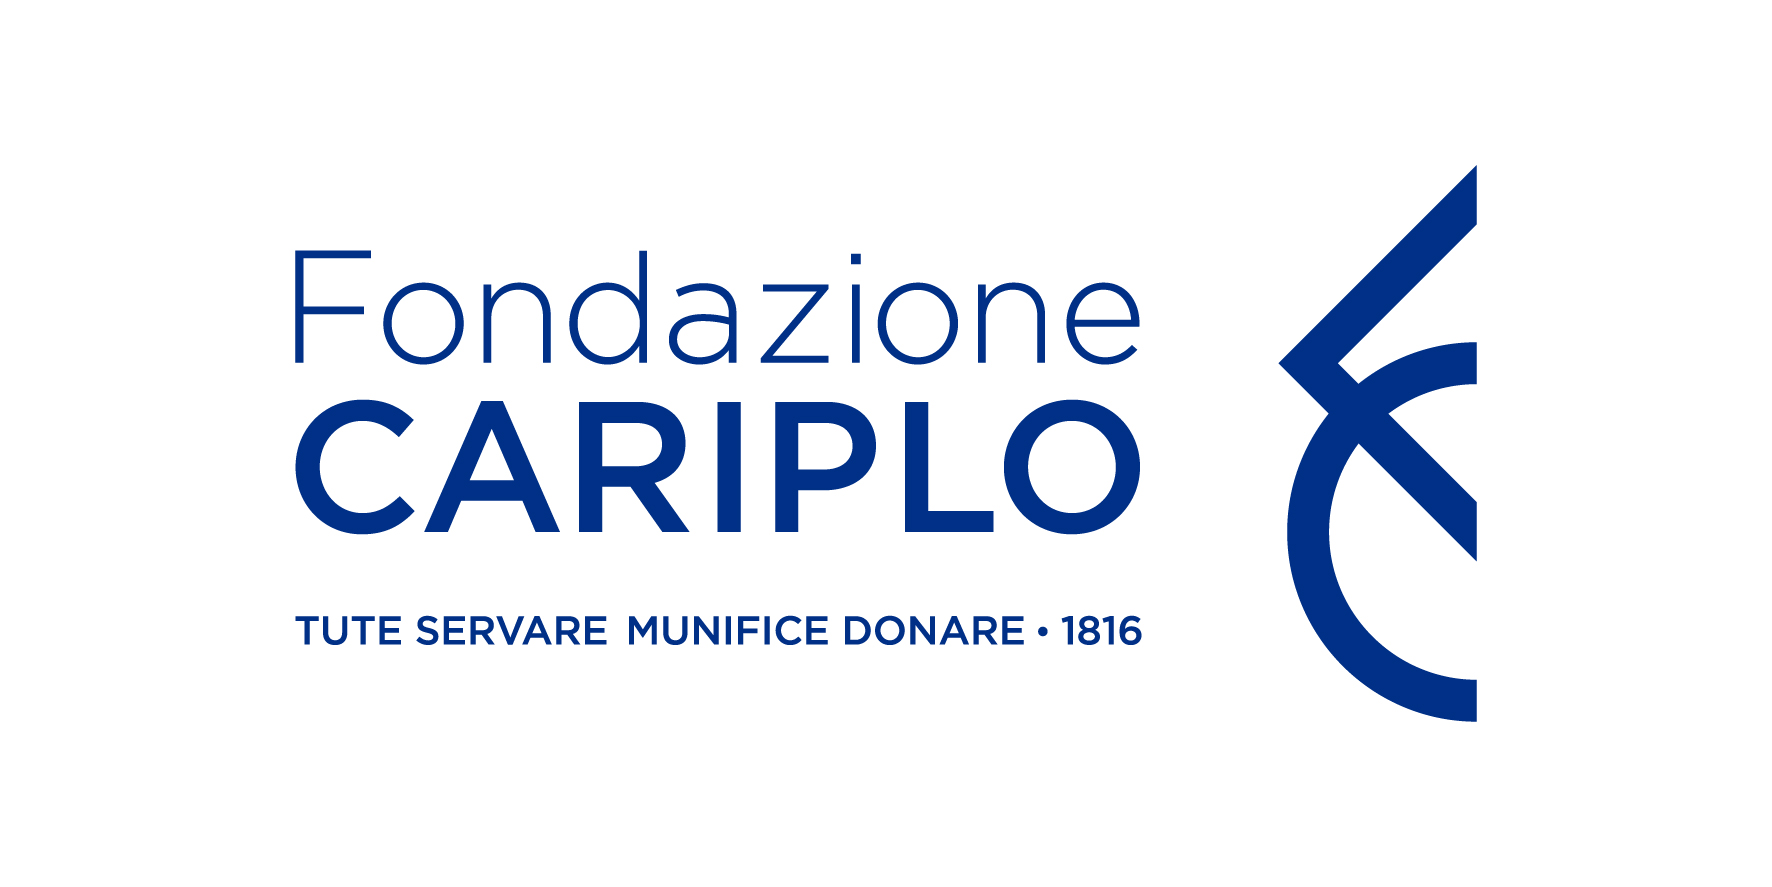 Fondazione
CARIPLO
TUTE SERVARE MUNIFICE DONARE • 1816